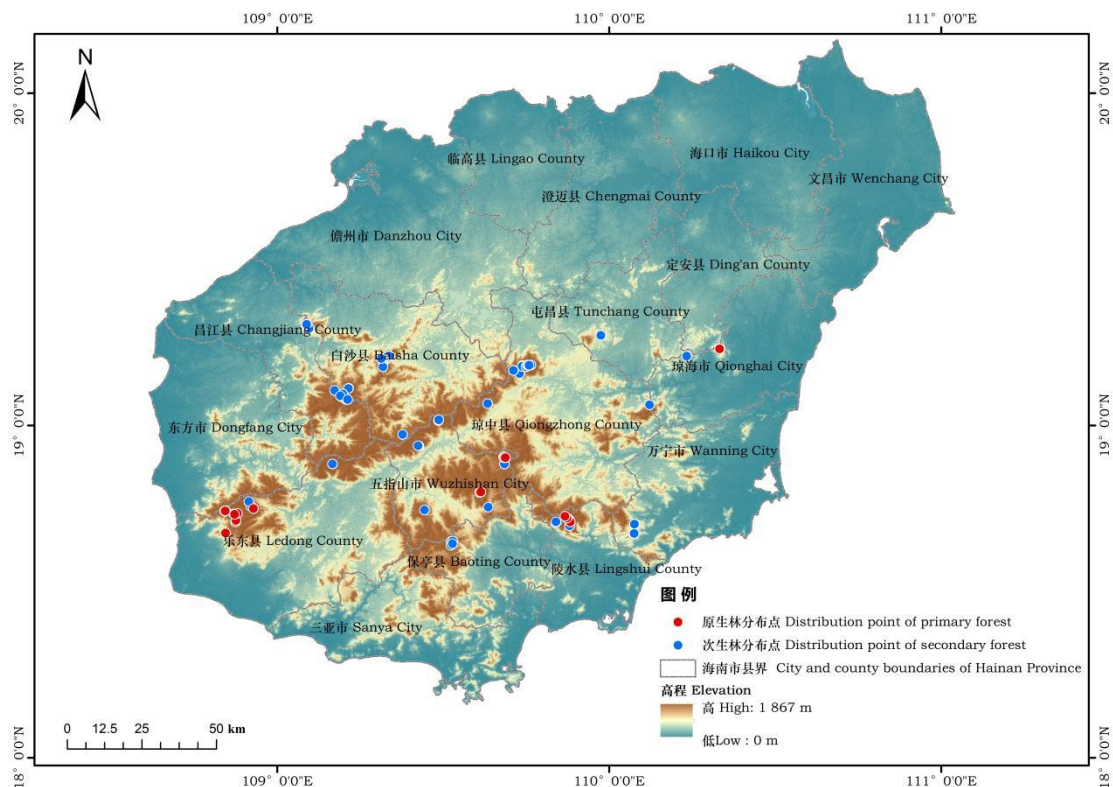 109° 0'0"E
110° 0'0"E
111° 0'0"E
N
20° 0'0"N
20° 0'0"N
临高县 Lingao County
海口市 Haikou City
文昌市 Wenchang City
澄迈县 Chengmai County
儋州市 Danzhou City
定安县 Ding'an County
屯昌县 Tunchang County
昌江县 Changjiang County
白沙县 Baisha County
琼海市 Qionghai City
19° 0'0"N
19° 0'0"N
东方市 Dongfang City
琼中县 Qiongzhong County
万宁市 Wanning City
五指山市 Wuzhishan City
乐东县 Ledong County
保亭县 Baoting County
陵水县 Lingshui County
三亚市 Sanya City
图 例
原生林分布点 Distribution point of primary forest
次生林分布点 Distribution point of secondary forest
海南市县界 City and county boundaries of Hainan Province
高程 Elevation
高 High: 1 867 m
低Low : 0 m
0 12.5 25 50 km
18° 0'0"N
18° 0'0"N
109° 0'0"E
110° 0'0"E
111° 0'0"E